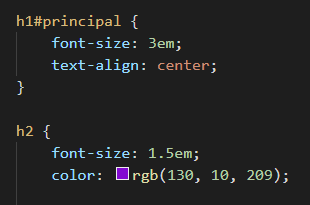 h1#principal {
    font-size: 3em;
    text-align: center;
}

h2 {
    font-size: 1.5em;
    color: rgb(130, 10, 209);